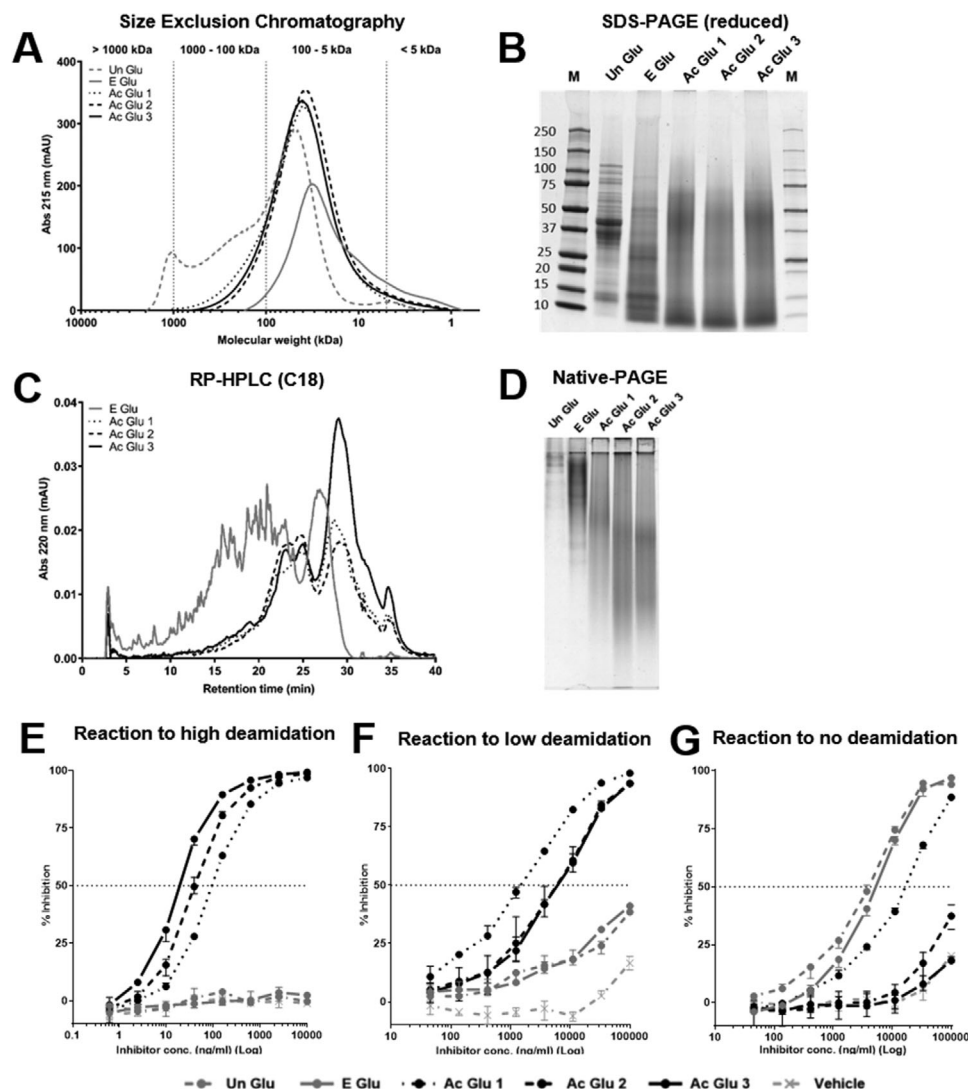 Size Exclusion Chromatography
A
> 1000 kDa 1000 - 100 kDa 100 - 5 kDa < 5 kDa
400
300
200
100
0
Abs 215 nm (mAU)
Un Glu
E Glu
Ac Glu 1
Ac Glu 2
Ac Glu 3
10000 1000 100 10 1
Molecular weight (kDa)
SDS-PAGE (reduced)
B
M Un Glu E Glu Ac Glu 1 Ac Glu 2 Ac Glu 3 M
250
150
100
75
50
37
25
20
15
10
RP-HPLC (C18)
C
0.04
0.03
0.02
0.01
0.00
Abs 220 nm (mAU)
E Glu
Ac Glu 1
Ac Glu 2
Ac Glu 3
0 5 10 15 20 25 30 35 40
Retention time (min)
Native-PAGE
D
Un Glu E Glu Ac Glu 1 Ac Glu 2 Ac Glu 3
E Reaction to high deamidation
100
75
50
25
0
% Inhibition
0.1 1 10 100 1000 10000
Inhibitor conc. (ng/ml) (Log)
F Reaction to low deamidation
100
75
50
25
0
% Inhibition
100 1000 10000 100000
Inhibitor conc. (ng/ml) (Log)
G Reaction to no deamidation
100
75
50
25
0
% Inhibition
100 1000 10000 100000
Inhibitor conc. (ng/ml) (Log)
Un Glu E Glu Ac Glu 1 Ac Glu 2 Ac Glu 3 Vehicle